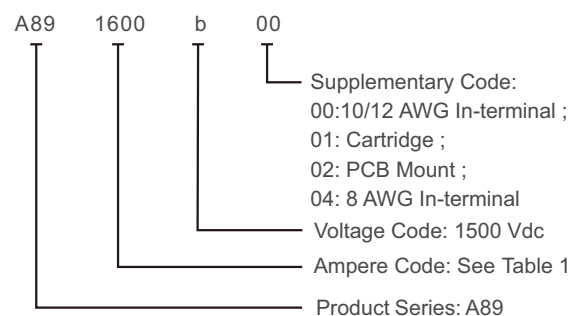 A89 1600 b 00
Supplementary Code:
00:10/12 AWG In-terminal ;
01: Cartridge ;
02: PCB Mount ;
04: 8 AWG In-terminal
Voltage Code: 1500 Vdc
Ampere Code: See Table 1
Product Series: A89